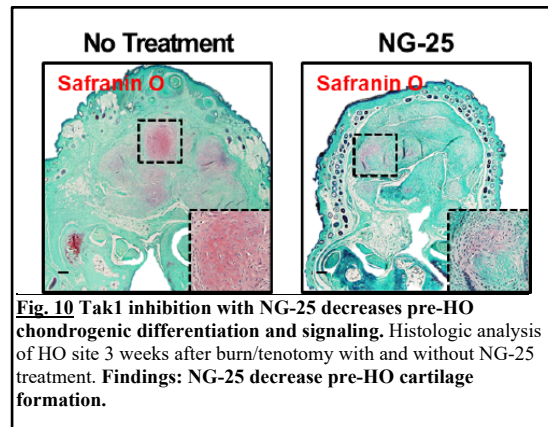 No Treatment
NG-25
Safranin O
Safranin O
Fig. 10 Tak1 inhibition with NG-25 decreases pre-HO
chondrogenic differentiation and signaling. Histologic analysis
of HO site 3 weeks after burn/tenotomy with and without NG-25
treatment. Findings: NG-25 decrease pre-HO cartilage
formation.